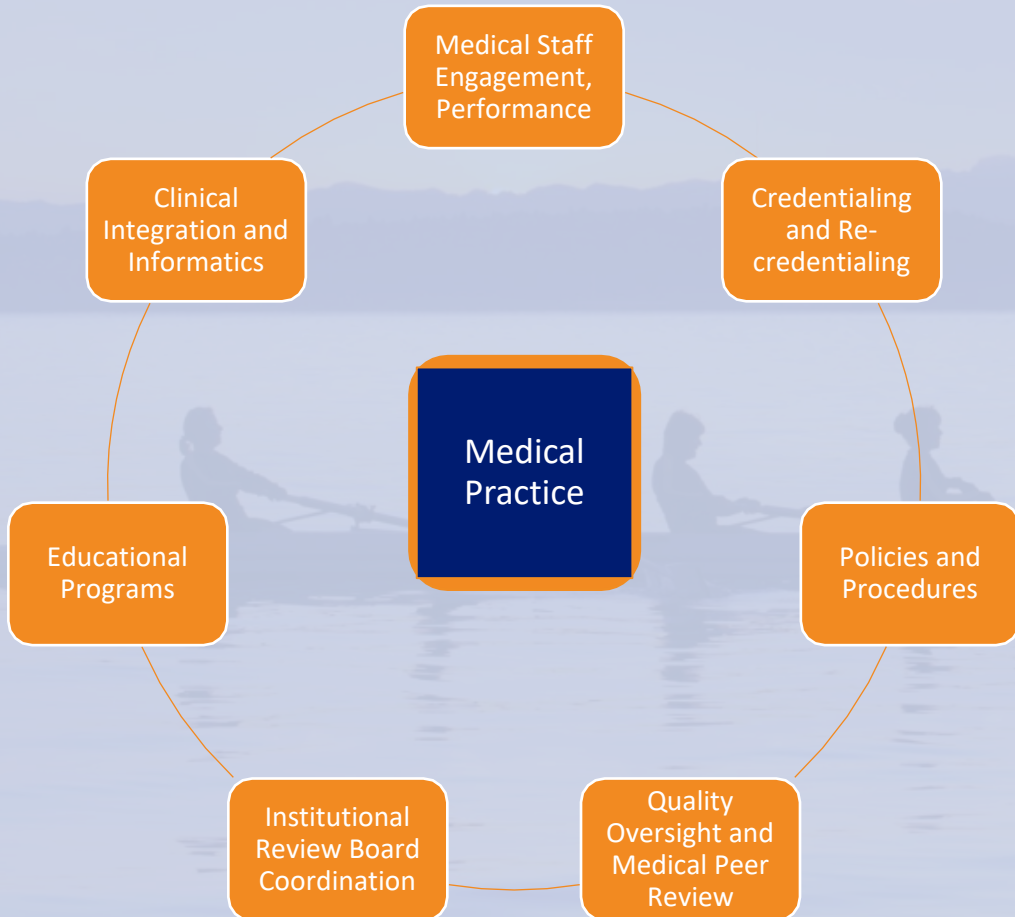 Medical Staff
Engagement,
Performance
Credentialing
and Re-
credentialing
Policies and
Procedures
Quality
Oversight and
Medical Peer
Review
Institutional
Review Board
Coordination
Educational
Programs
Clinical
Integration and
Informatics
Medical
Practice